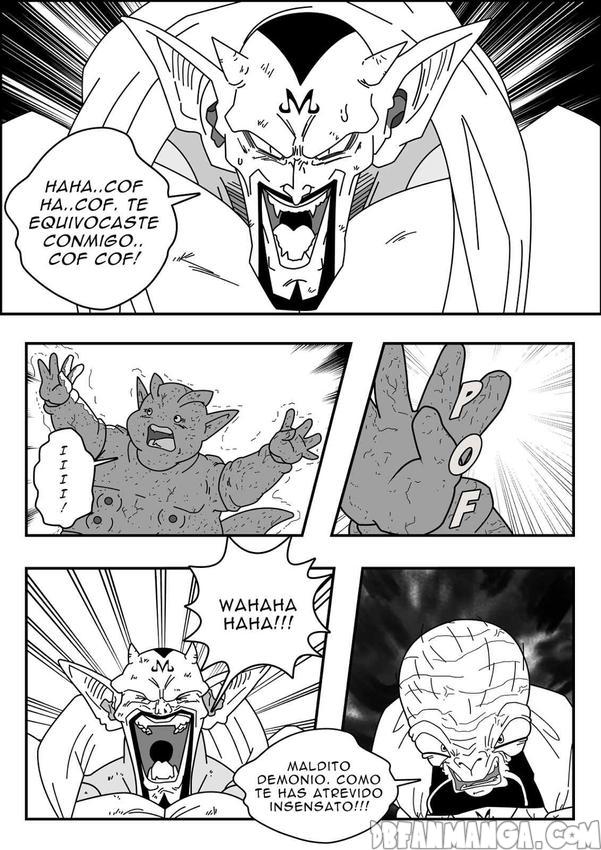 M
HAHA..COF
HA..COF. TE
EQUIVOCASTE
CONMIGO..
COF COF!
IIII!
POF
WAHAHA
HAHA!!!
M
MALDITO
DEMONIO. COMO
TE HAS ATREVIDO
INSENSATO!!!
M
DBFANMANGA.COM